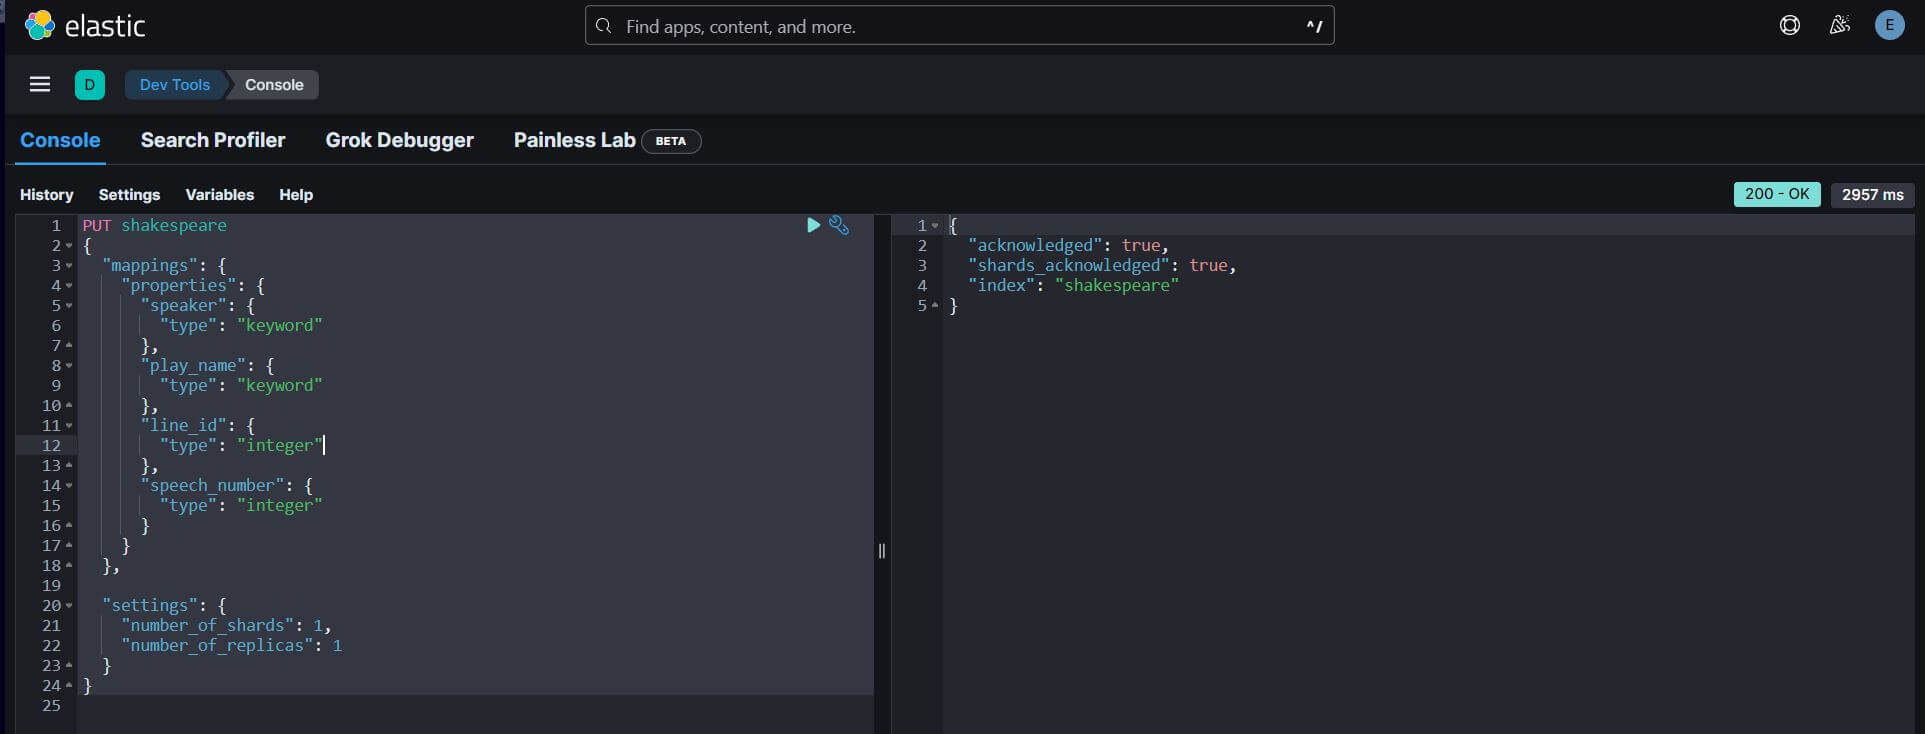 elastic
Find apps, content, and more.
^/
E
D
Dev Tools
Console
Console
Search Profiler
Grok Debugger
Painless Lab
BETA
History
Settings
Variables
Help
200 - OK
2957 ms
1 PUT shakespeare
2 {
3 "mappings": {
4 "properties": {
5 "speaker": {
6 "type": "keyword"
7 },
8 "play_name": {
9 "type": "keyword"
10 },
11 "line_id": {
12 "type": "integer"
13 },
14 "speech_number": {
15 "type": "integer"
16 }
17 }
18 },
19
20 "settings": {
21 "number_of_shards": 1,
22 "number_of_replicas": 1
23 }
24 }
25
1 {
2 "acknowledged": true,
3 "shards_acknowledged": true,
4 "index": "shakespeare"
5 }